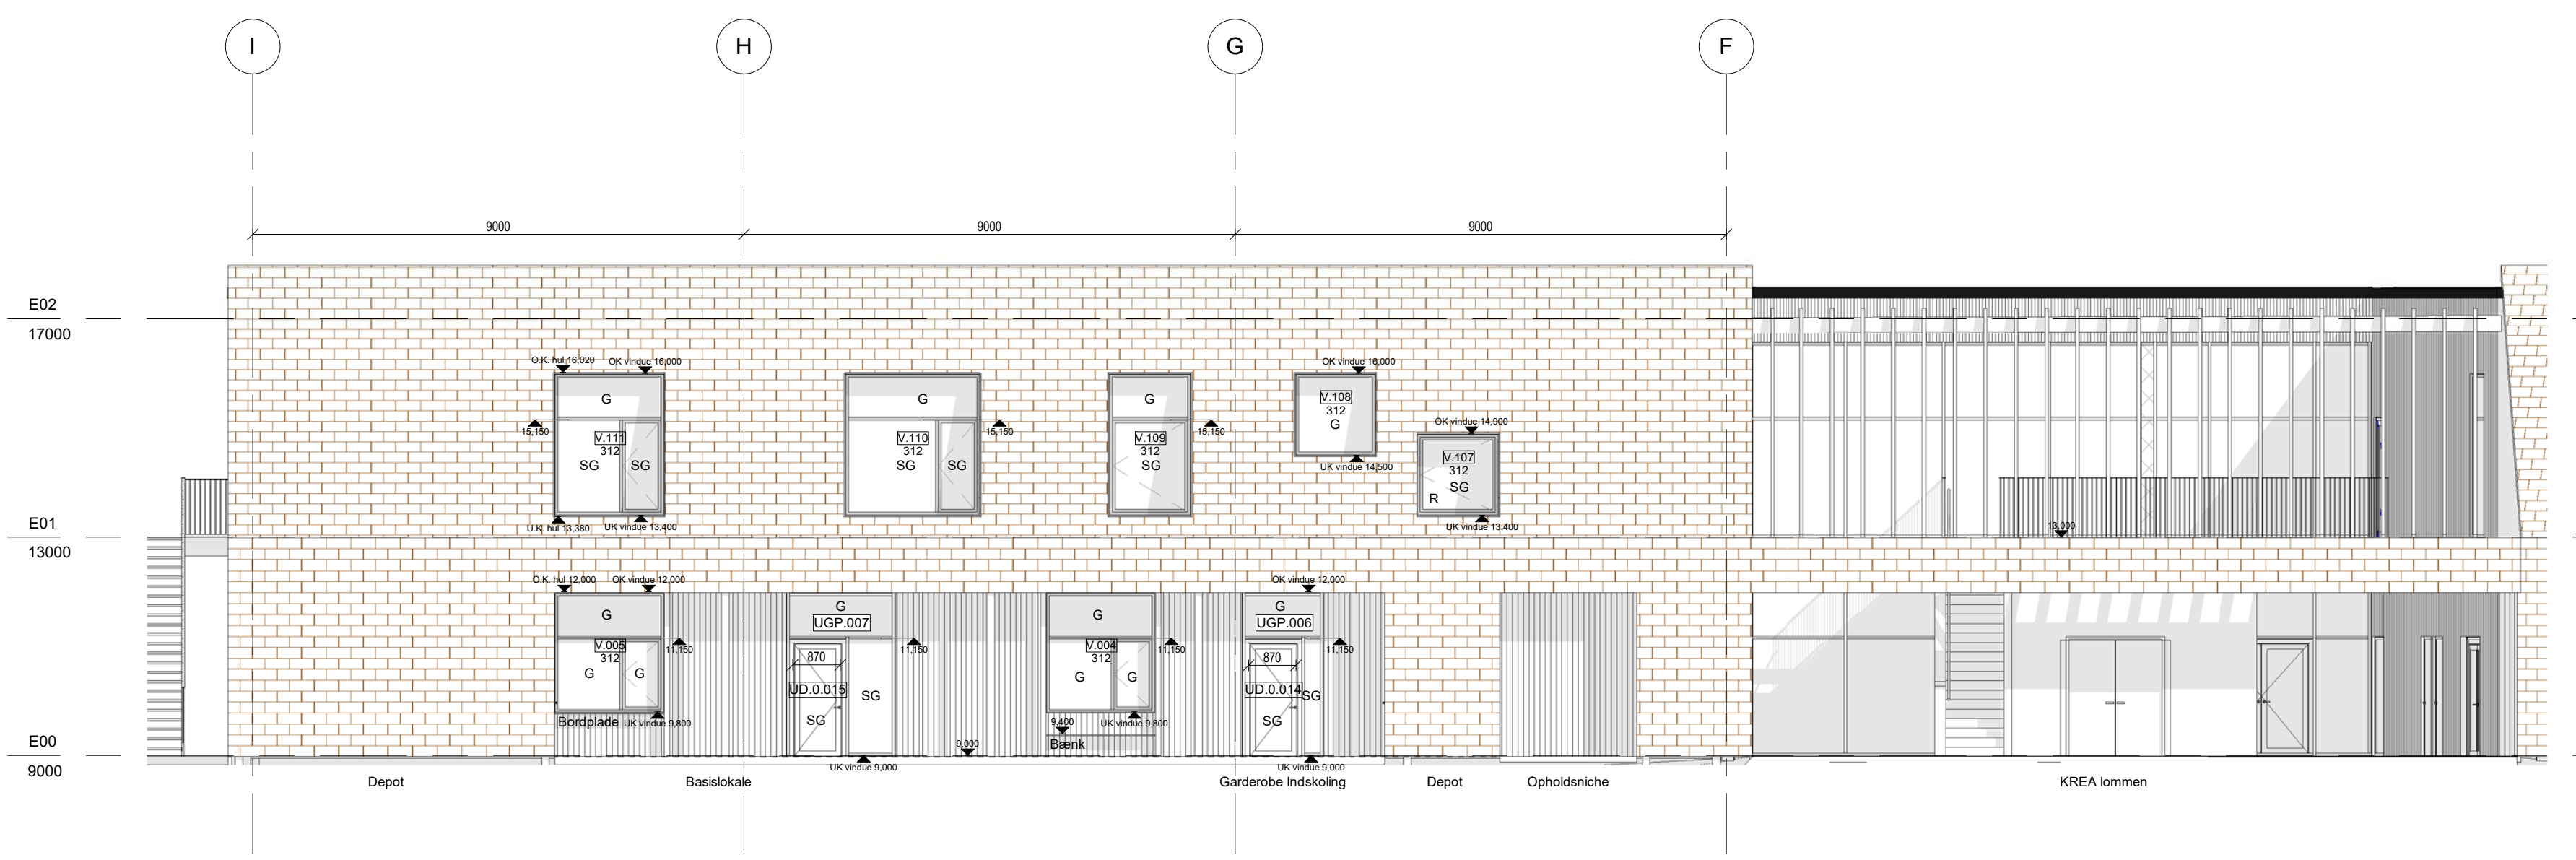 I H G F
9000 9000 9000
E02
17000
O.K. hul 16,020 OK vindue 16,000 OK vindue 16,000
G G G V.108
312
G
15,150 15,150 15,150 OK vindue 14,900
V.111 V.110 V.109
312 312 312
SG SG SG SG SG
UK vindue 14,500
V.107
312
SG
R
U.K. hul 13,380 UK vindue 13,400 UK vindue 13,400
E01
13000
13,000
O.K. hul 12,000 OK vindue 12,000 OK vindue 12,000
G G G G
UGP.007 UGP.006
V.005 V.004
312 312
11,150 11,150 11,150 11,150
870 870
G G G G
UD.0.015 SG UD.0.014 SG
SG SG
Bordplade UK vindue 9,800 9,400 UK vindue 9,800
Bænk
E00
9000
9,000
UK vindue 9,000 UK vindue 9,000
Depot Basislokale Garderobe Indskoling Depot Opholdsniche KREA lommen